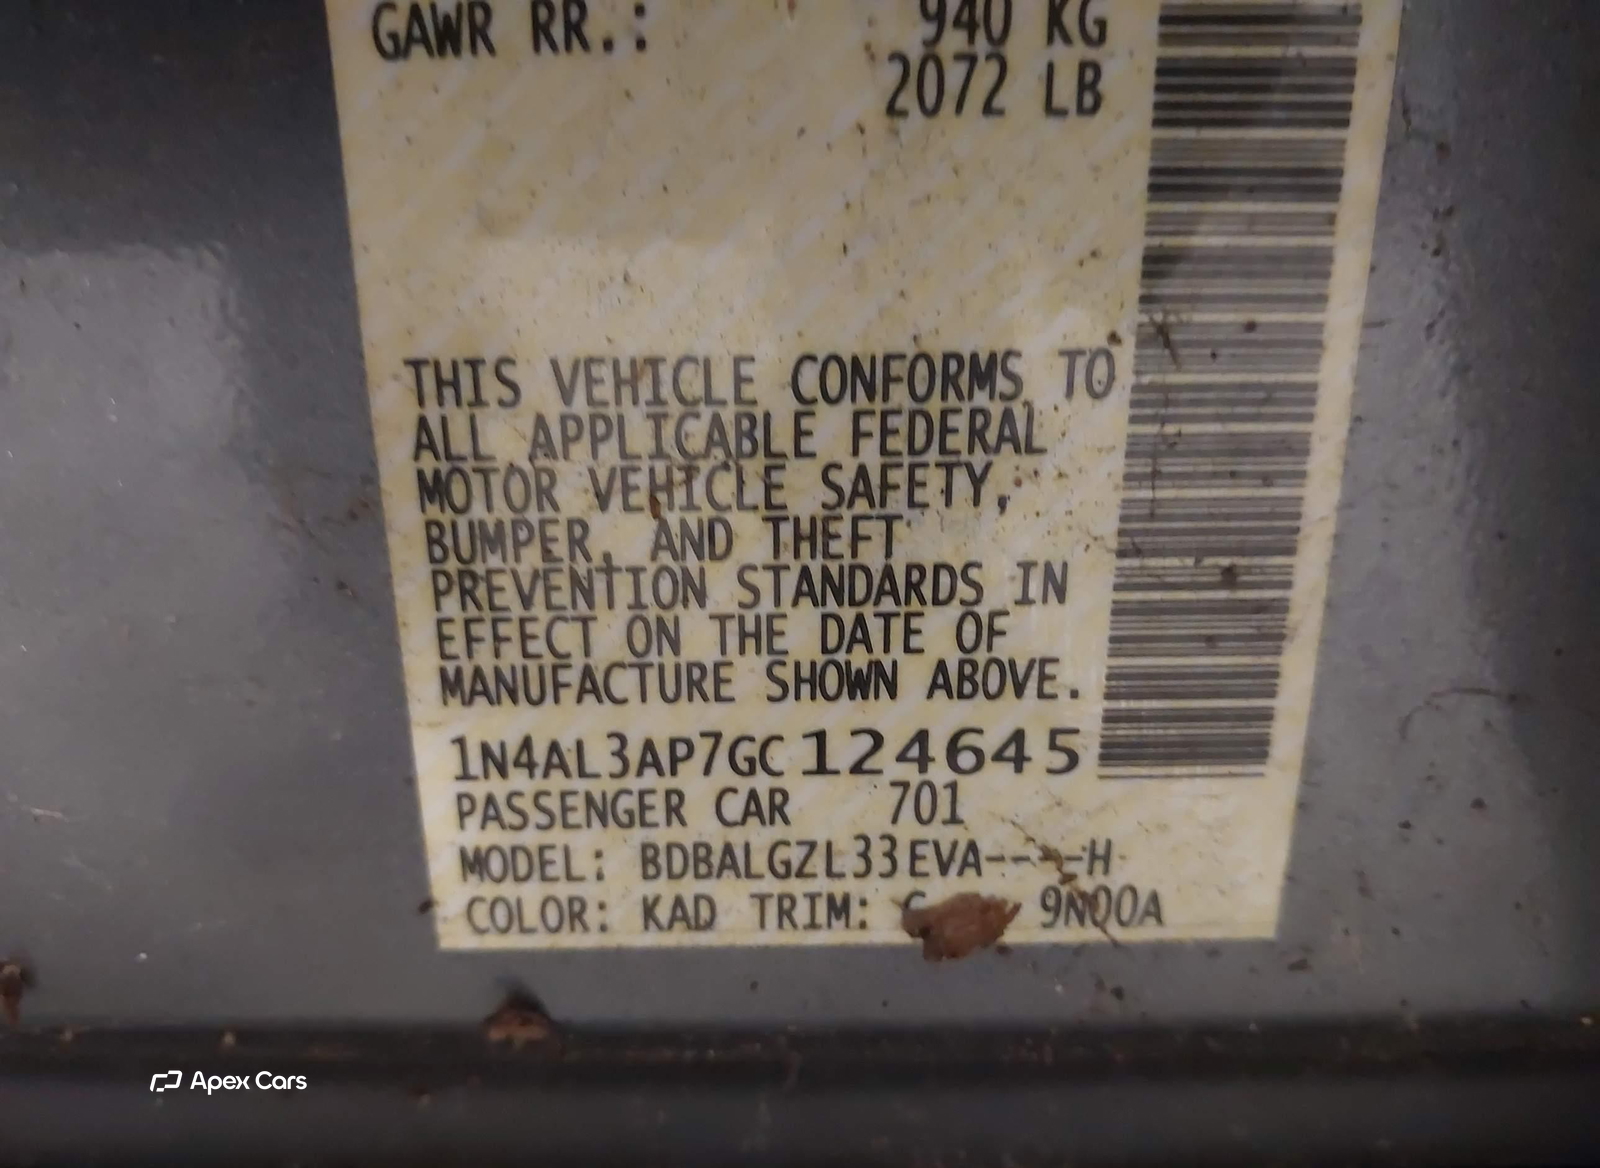 GAWR RR.: 940 KG
2072 LB
THIS VEHICLE CONFORMS TO
ALL APPLICABLE FEDERAL
MOTOR VEHICLE SAFETY,
BUMPER, AND THEFT
PREVENTION STANDARDS IN
EFFECT ON THE DATE OF
MANUFACTURE SHOWN ABOVE.
1N4AL3AP7GC124645
PASSENGER CAR 701
MODEL: BDBALGZL33EVA----H
COLOR: KAD TRIM: 9N00A
Apex Cars